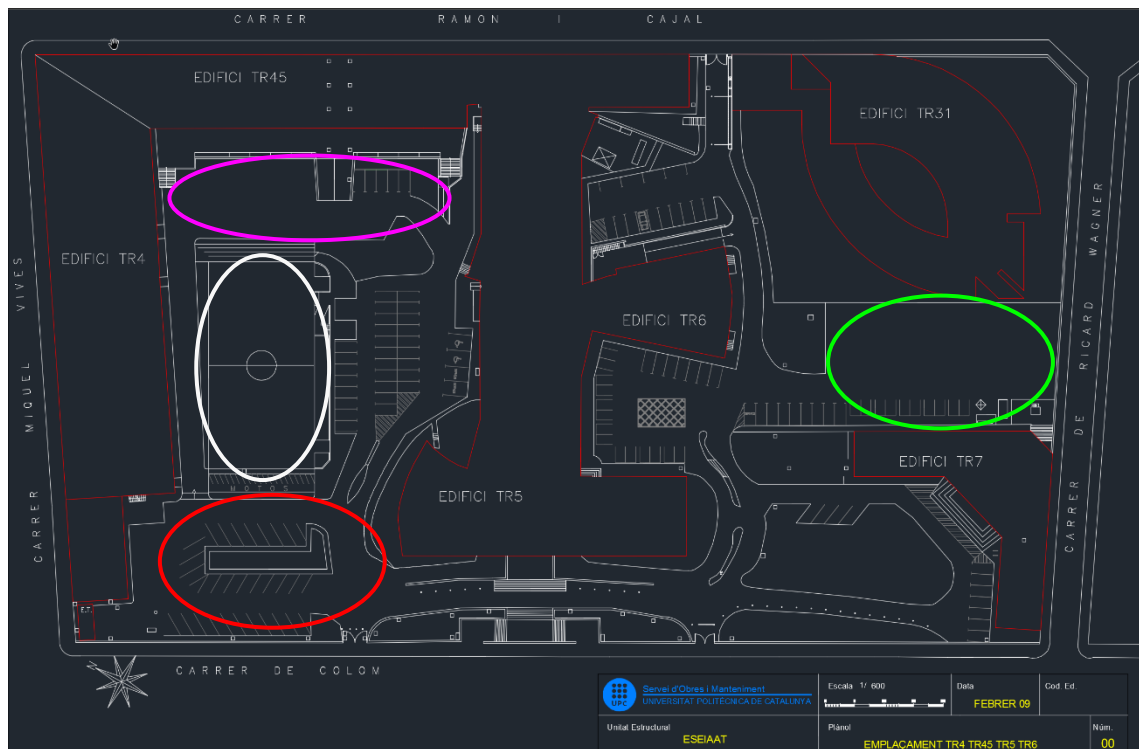 CARRER RAMON I CAJAL
EDIFICI TR45
EDIFICI TR31
EDIFICI TR4
EDIFICI TR6
CARRER MIQUEL VIVES
CARRER DE RICARD WAGNER
EDIFICI TR7
MOTOS
EDIFICI TR5
E.T.
N
CARRER DE COLOM
UPC
Servei d'Obres i Manteniment
UNIVERSITAT POLITÈCNICA DE CATALUNYA
Escala 1/ 600
Data
FEBRER 09
Cod. Ed.
Unitat Estructural
ESEIAAT
Plànol
EMPLAÇAMENT TR4 TR45 TR5 TR6
Núm.
00